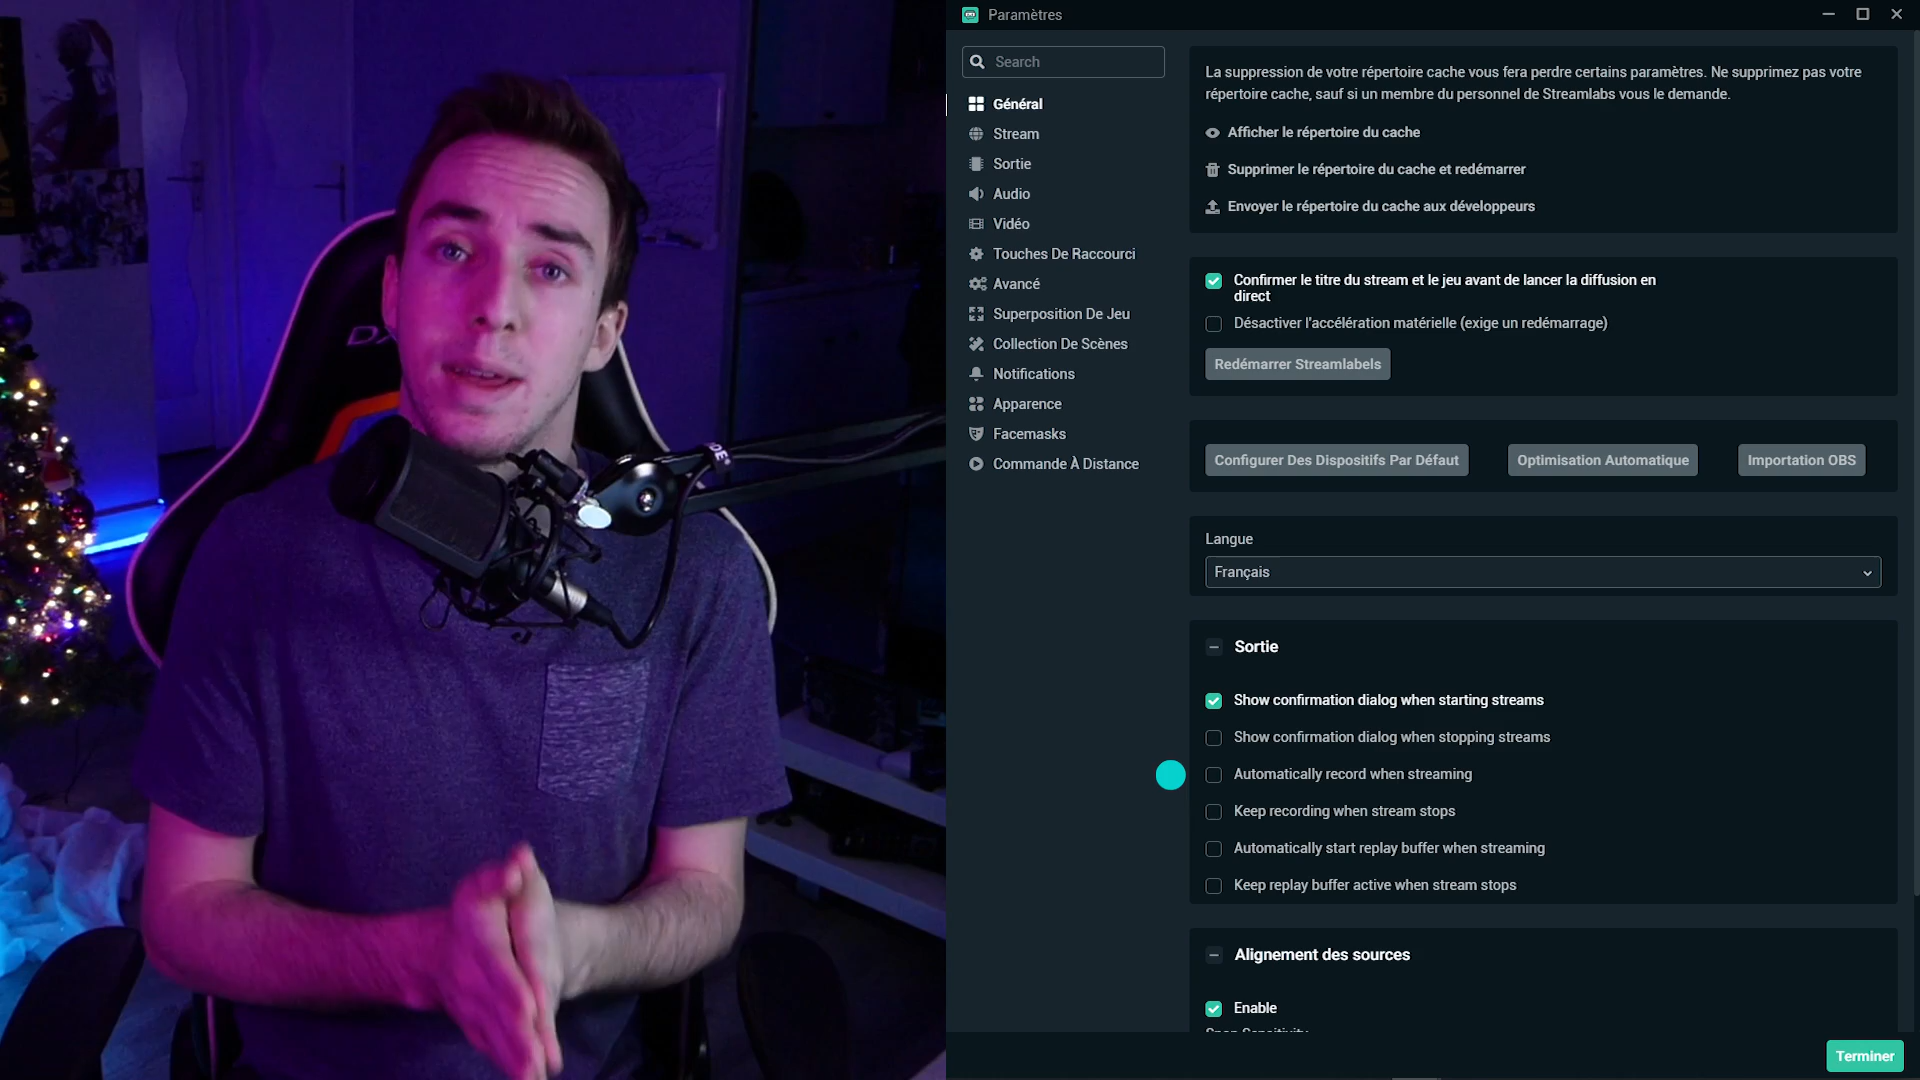 Paramètres
Search
Général
Stream
Sortie
Audio
Vidéo
Touches De Raccourci
Avancé
Superposition De Jeu
Collection De Scènes
Notifications
Apparence
Facemasks
Commande À Distance
La suppression de votre répertoire cache vous fera perdre certains paramètres. Ne supprimez pas votre
répertoire cache, sauf si un membre du personnel de Streamlabs vous le demande.
Afficher le répertoire du cache
Supprimer le répertoire du cache et redémarrer
Envoyer le répertoire du cache aux développeurs
Confirmer le titre du stream et le jeu avant de lancer la diffusion en
direct
Désactiver l'accélération matérielle (exige un redémarrage)
Redémarrer Streamlabels
Configurer Des Dispositifs Par Défaut
Optimisation Automatique
Importation OBS
Langue
Français
Sortie
Show confirmation dialog when starting streams
Show confirmation dialog when stopping streams
Automatically record when streaming
Keep recording when stream stops
Automatically start replay buffer when streaming
Keep replay buffer active when stream stops
Alignement des sources
Enable
Snap Sensitivity
Terminer